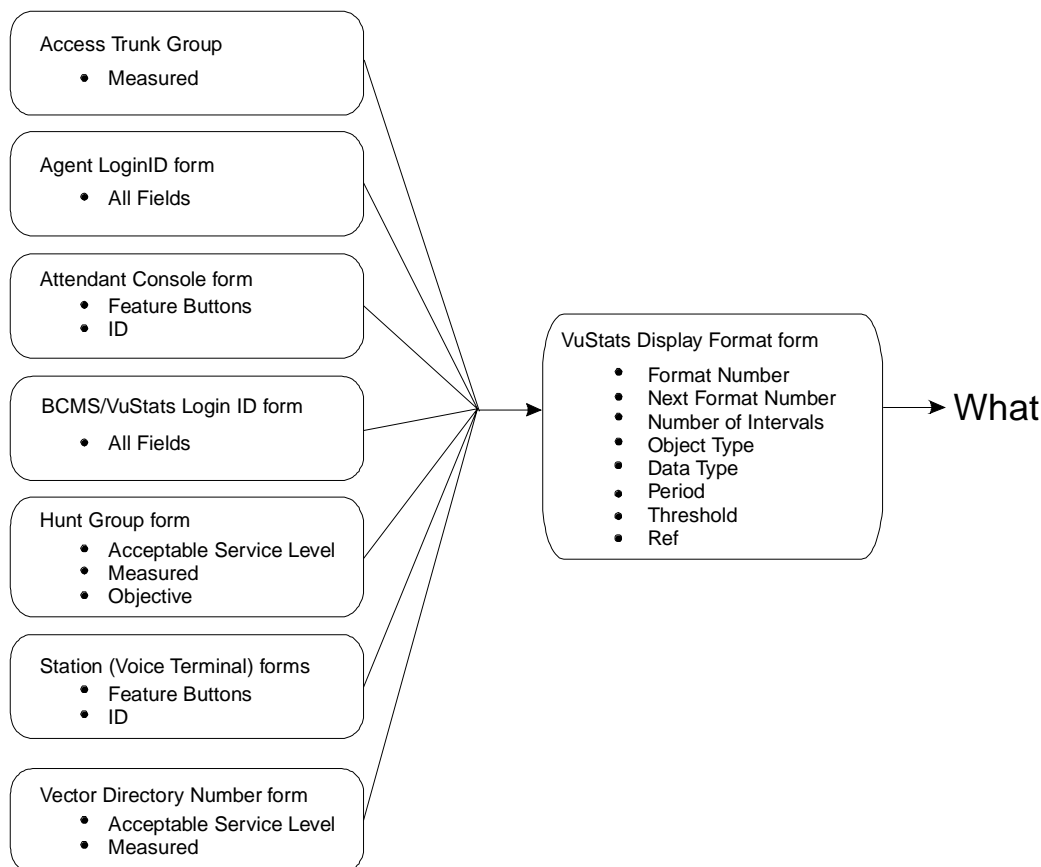 Access Trunk Group
• Measured
Agent LoginID form
• All Fields
Attendant Console form
• Feature Buttons
• ID
BCMS/VuStats Login ID form
• All Fields
Hunt Group form
• Acceptable Service Level
• Measured
• Objective
Station (Voice Terminal) forms
• Feature Buttons
• ID
Vector Directory Number form
• Acceptable Service Level
• Measured
VuStats Display Format form
• Format Number
• Next Format Number
• Number of Intervals
• Object Type
• Data Type
• Period
• Threshold
• Ref
What